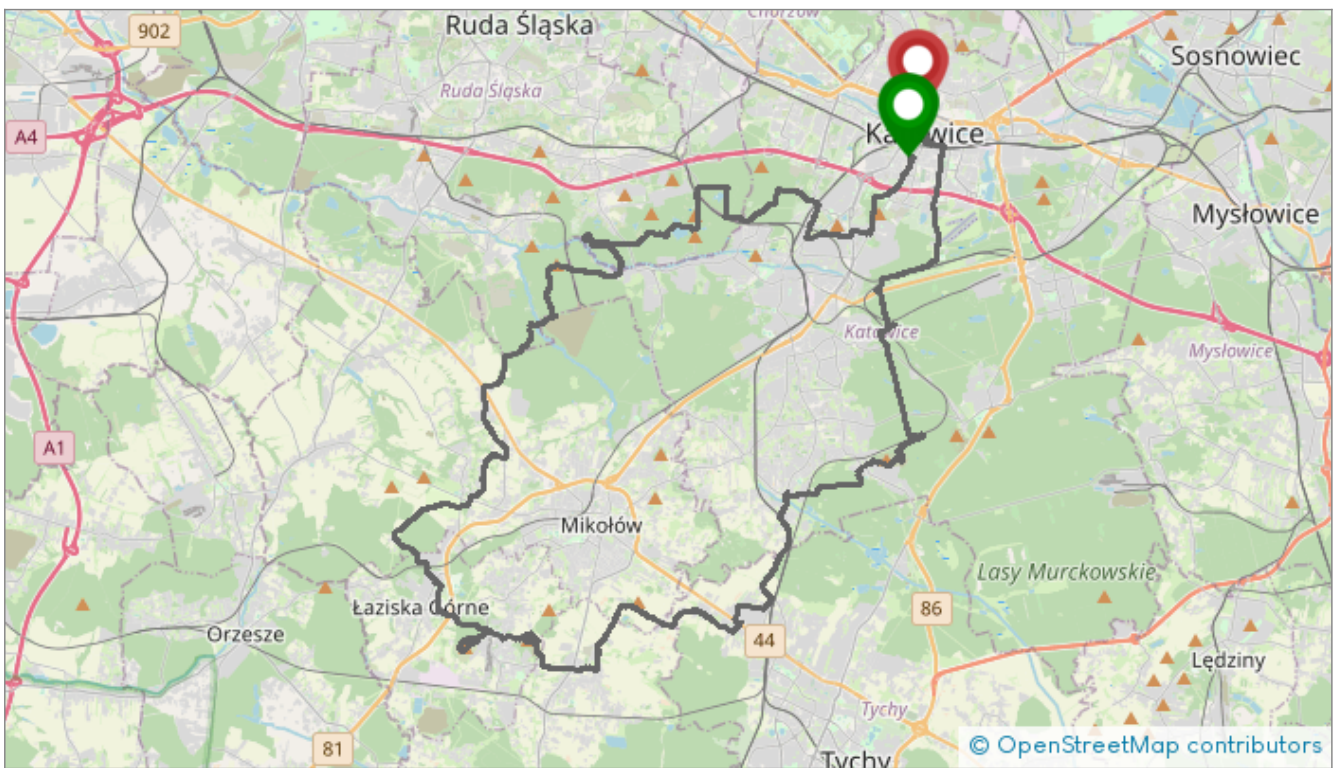 Chorzów
902
Ruda Śląska
Sosnowiec
Ruda Śląska
A4
Katowice
Mysłowice
Katowice
Mysłowice
A1
Mikołów
Lasy Murckowskie
Łaziska Górne
86
Orzesze
44
Lędziny
Tychy
81
Tychy
© OpenStreetMap contributors